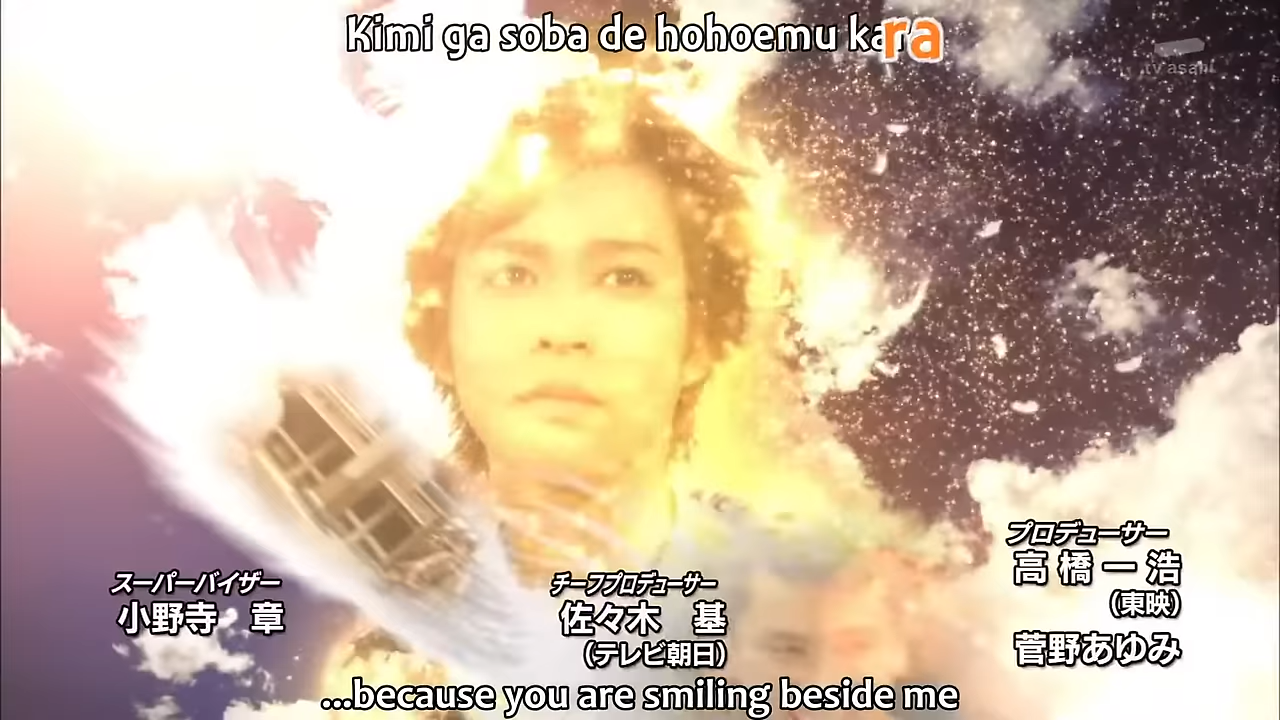 Kimi ga soba de hohoemu kara
tv asahi
スーパーバイザー
小野寺 章
チーフプロデューサー
佐々木 基
(テレビ朝日)
プロデューサー
高橋一浩
(東映)
菅野あゆみ
...because you are smiling beside me